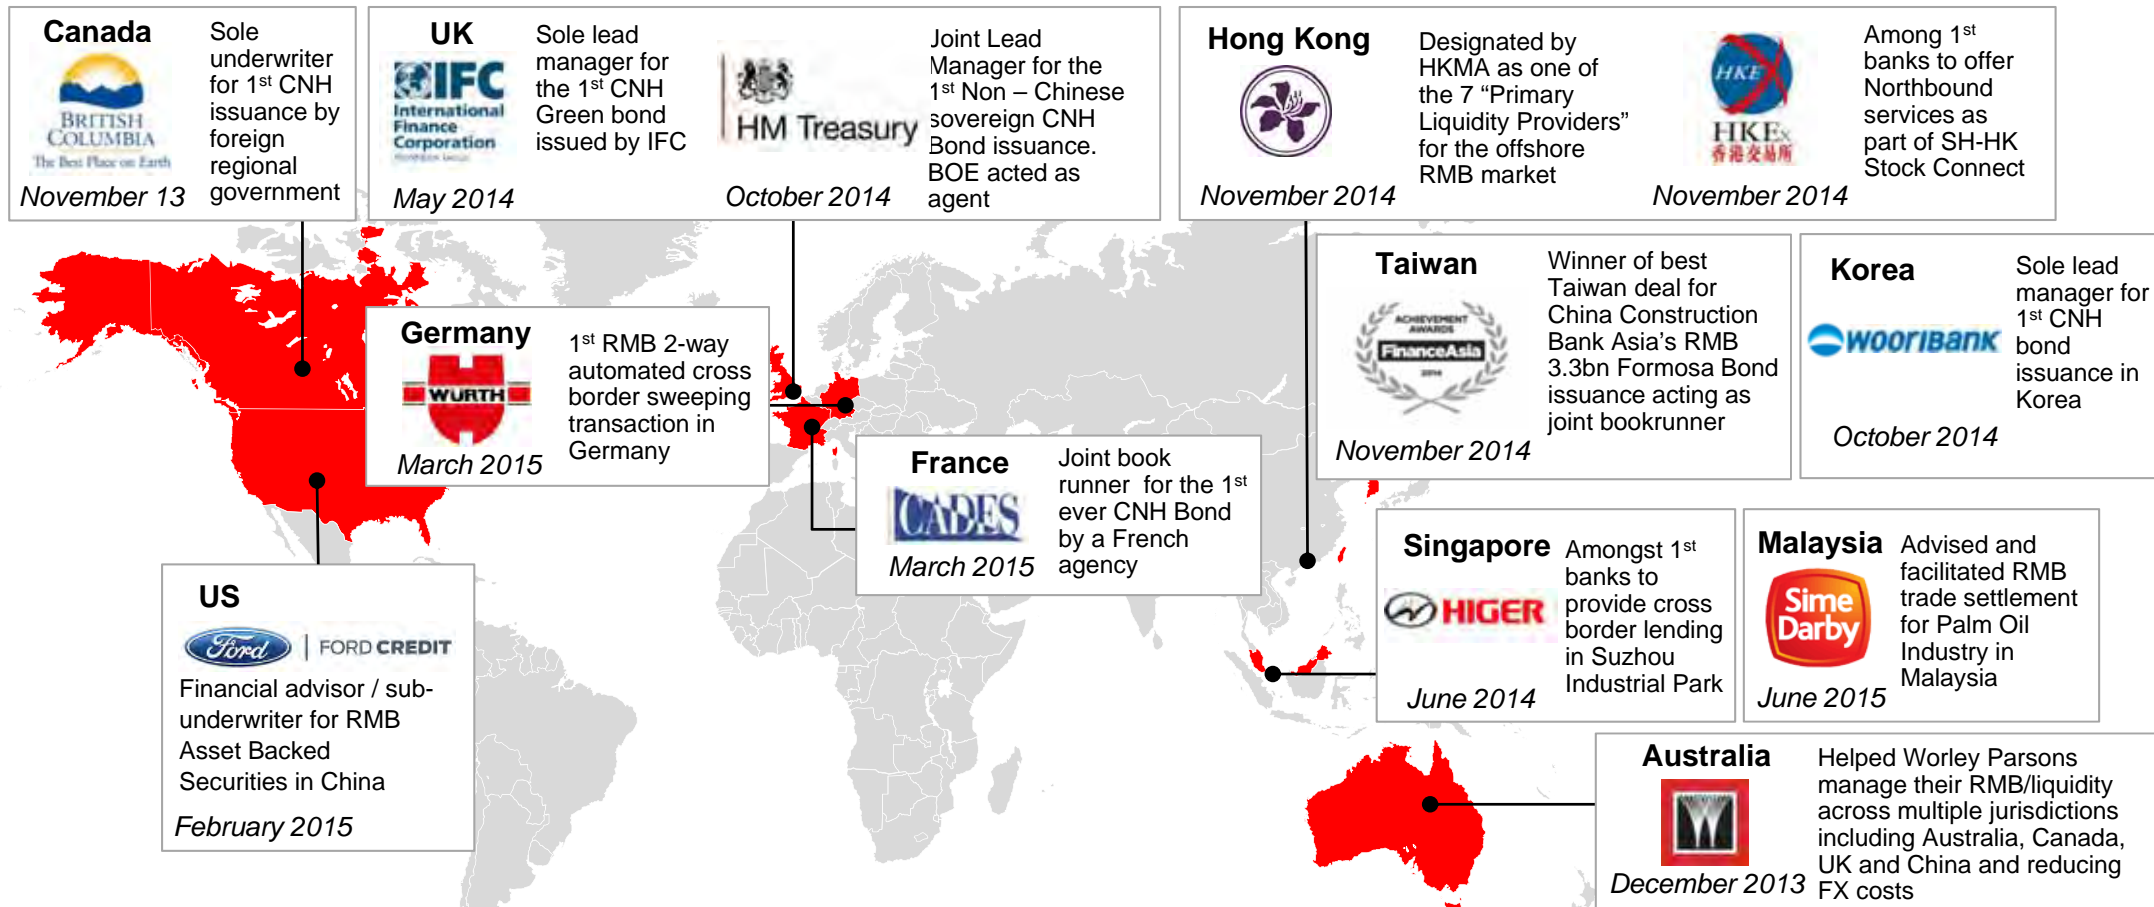 Canada
BRITISH
COLUMBIA
The Best Place on Earth
November 13
Sole
underwriter
for 1st CNH
issuance by
foreign
regional
government
UK
IFC
International
Finance
Corporation
May 2014
Sole lead
manager for
the 1st CNH
Green bond
issued by IFC
HM Treasury
October 2014
Joint Lead
Manager for the
1st Non – Chinese
sovereign CNH
Bond issuance.
BOE acted as
agent
Hong Kong
November 2014
Designated by
HKMA as one of
the 7 “Primary
Liquidity Providers”
for the offshore
RMB market
HKEx
HKEx
香港交易所
November 2014
Among 1st
banks to offer
Northbound
services as
part of SH-HK
Stock Connect
Germany
WÜRTH
March 2015
1st RMB 2-way
automated cross
border sweeping
transaction in
Germany
Taiwan
ACHIEVEMENT
AWARDS
FinanceAsia
2014
November 2014
Winner of best
Taiwan deal for
China Construction
Bank Asia’s RMB
3.3bn Formosa Bond
issuance acting as
joint bookrunner
Korea
WOORI BANK
October 2014
Sole lead
manager for
1st CNH
bond
issuance in
Korea
France
CADES
March 2015
Joint book
runner for the 1st
ever CNH Bond
by a French
agency
US
Ford
FORD CREDIT
Financial advisor / sub-
underwriter for RMB
Asset Backed
Securities in China
February 2015
Singapore
HIGER
June 2014
Amongst 1st
banks to
provide cross
border lending
in Suzhou
Industrial Park
Malaysia
Sime
Darby
June 2015
Advised and
facilitated RMB
trade settlement
for Palm Oil
Industry in
Malaysia
Australia
December 2013
Helped Worley Parsons
manage their RMB/liquidity
across multiple jurisdictions
including Australia, Canada,
UK and China and reducing
FX costs